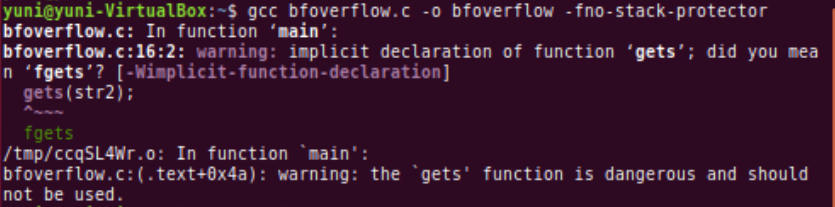 yuni@yuni-VirtualBox:~$ gcc bfoverflow.c -o bfoverflow -fno-stack-protector
bfoverflow.c: In function ‘main’:
bfoverflow.c:16:2: warning: implicit declaration of function ‘gets’; did you mea
n ‘fgets’? [-Wimplicit-function-declaration]
  gets(str2);
  ^~~~
  fgets
/tmp/ccqSL4Wr.o: In function `main':
bfoverflow.c:(.text+0x4a): warning: the `gets' function is dangerous and should
not be used.